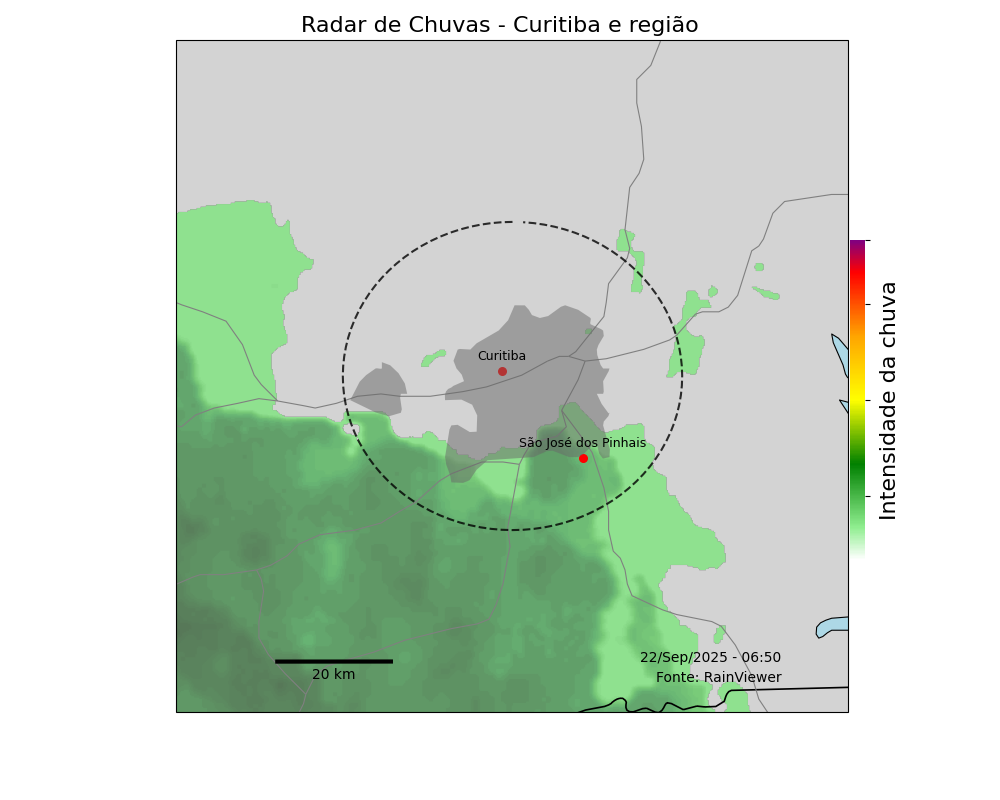 Radar de Chuvas - Curitiba e região
Curitiba
São José dos Pinhais
Intensidade da chuva
22/Sep/2025 - 06:50
Fonte: RainViewer
20 km